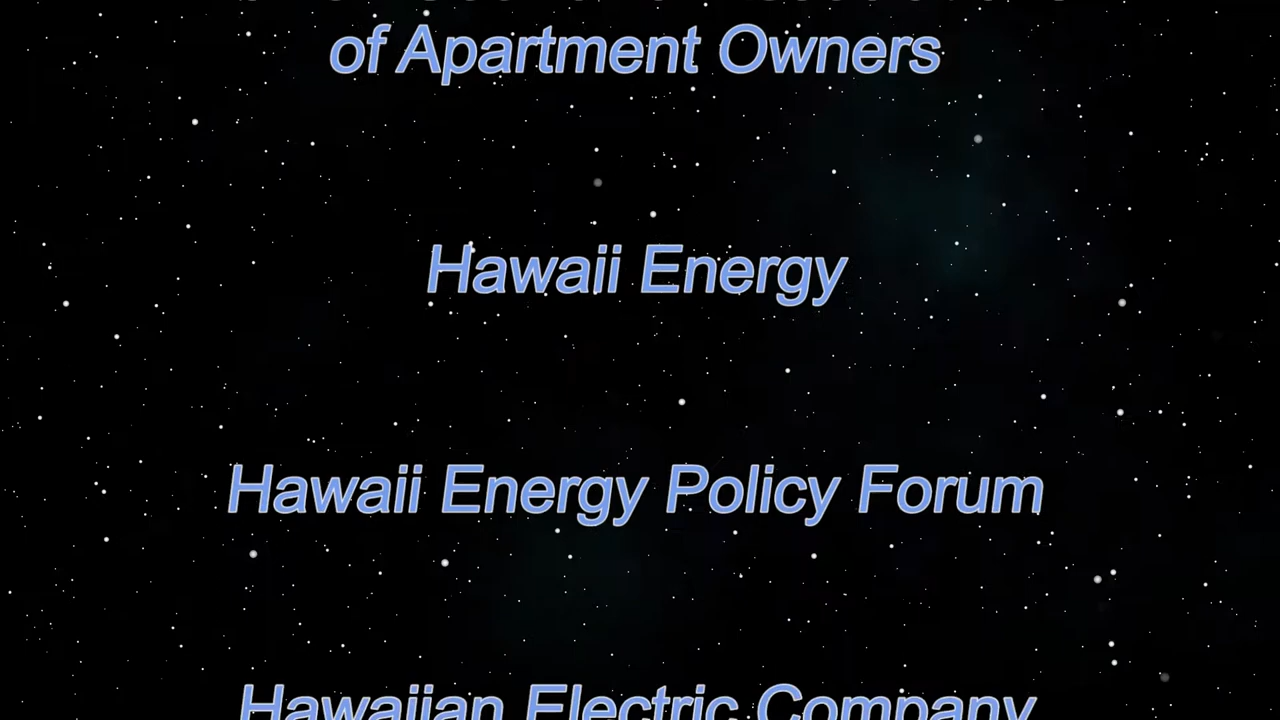 of Apartment Owners
Hawaii Energy
Hawaii Energy Policy Forum
Hawaiian Electric Company